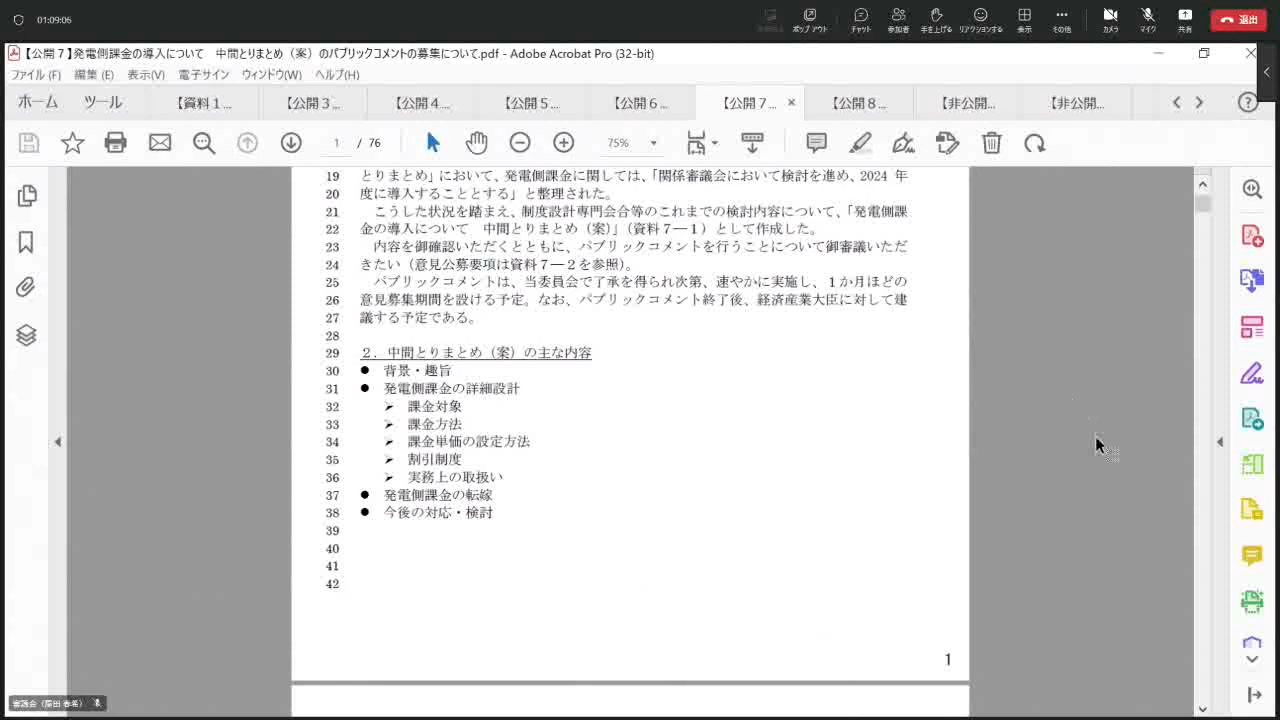 01:09:06
ポップ アウト チャット 参加者 手を上げる リアクションする 表示 その他 カメラ マイク 共有 退出
【公開７】発電側課金の導入について　中間とりまとめ（案）のパブリックコメントの募集について.pdf - Adobe Acrobat Pro (32-bit)
ファイル(F) 編集(E) 表示(V) 電子サイン ウィンドウ(W) ヘルプ(H)
ホーム ツール 【資料１... 【公開３... 【公開４... 【公開５... 【公開６... 【公開７... × 【公開８... 【非公開... 【非公開...
1 / 76 75%
19 とりまとめ」において、発電側課金に関しては、「関係審議会において検討を進め、2024 年
20 度に導入することとする」と整理された。
21 こうした状況を踏まえ、制度設計専門会合等のこれまでの検討内容について、「発電側課
22 金の導入について　中間とりまとめ（案）」（資料７－１）として作成した。
23 内容を御確認いただくとともに、パブリックコメントを行うことについて御審議いただ
24 きたい（意見公募要項は資料７－２を参照）。
25 パブリックコメントは、当委員会で了承を得られ次第、速やかに実施し、１か月ほどの
26 意見募集期間を設ける予定。なお、パブリックコメント終了後、経済産業大臣に対して建
27 議する予定である。
28
29 ２．中間とりまとめ（案）の主な内容
30 ● 背景・趣旨
31 ● 発電側課金の詳細設計
32 ➢ 課金対象
33 ➢ 課金方法
34 ➢ 課金単価の設定方法
35 ➢ 割引制度
36 ➢ 実務上の取扱い
37 ● 発電側課金の転嫁
38 ● 今後の対応・検討
39
40
41
42
1